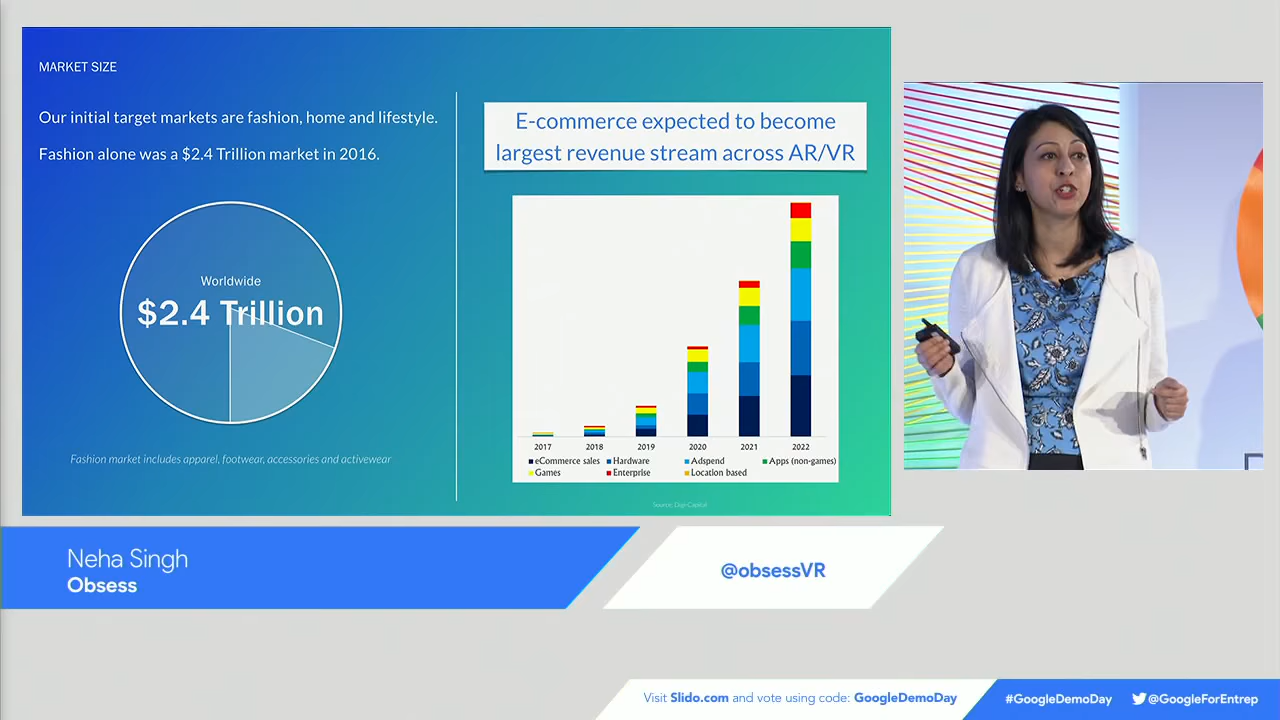 MARKET SIZE
Our initial target markets are fashion, home and lifestyle.
Fashion alone was a $2.4 Trillion market in 2016.
Worldwide
$2.4 Trillion
Fashion market includes apparel, footwear, accessories and activewear
E-commerce expected to become
largest revenue stream across AR/VR
2017 2018 2019 2020 2021 2022
eCommerce sales Hardware Adspend Apps (non-games)
Games Enterprise Location based
Source: Digi-Capital
Neha Singh
Obsess
@obsessVR
Visit Slido.com and vote using code: GoogleDemoDay
#GoogleDemoDay @GoogleForEntrep